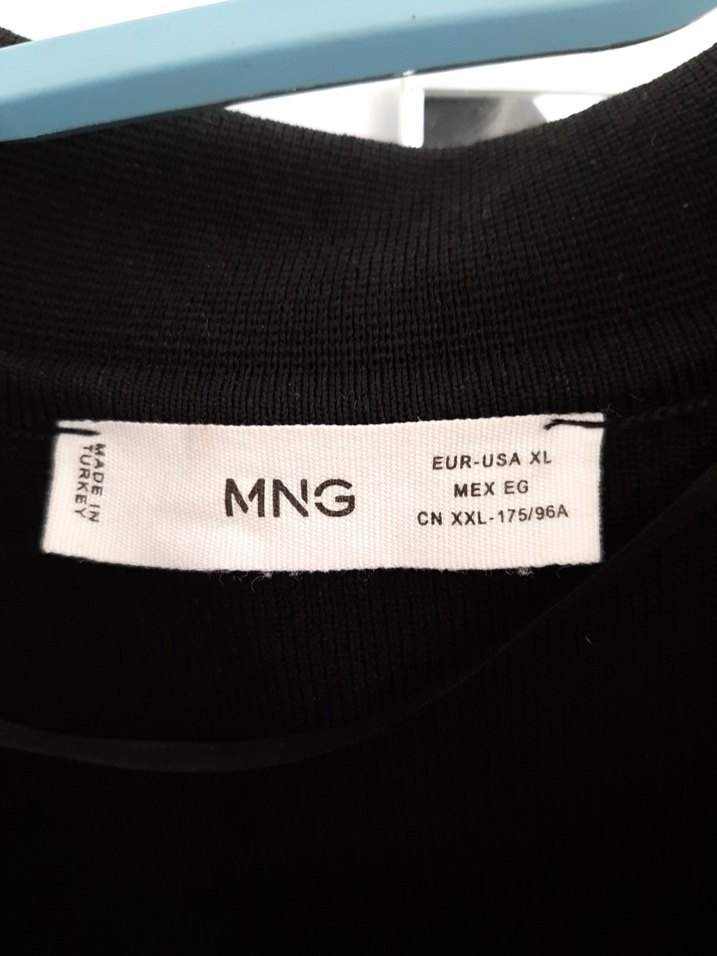 MADE IN
TURKEY
MNG
EUR-USA XL
MEX EG
CN XXL-175/96A